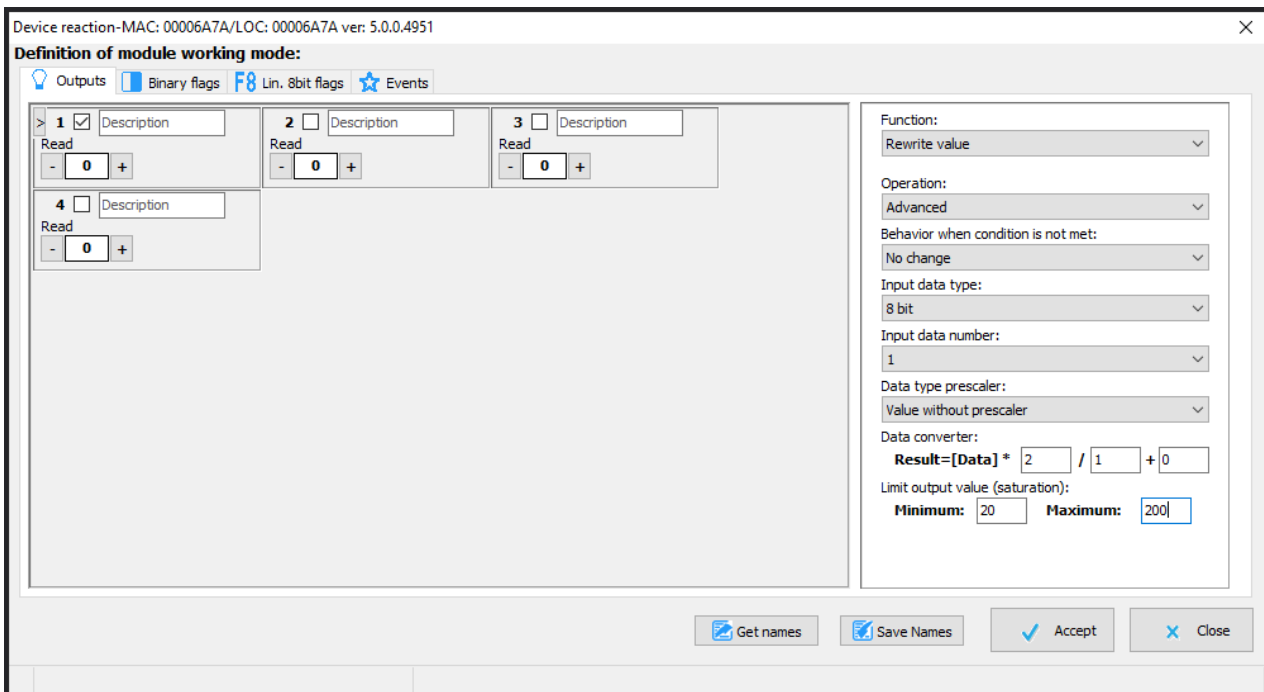 Device reaction-MAC: 00006A7A/LOC: 00006A7A ver: 5.0.0.4951
Definition of module working mode:
Outputs Binary flags F8 Lin. 8bit flags Events
> 1 Description 2 Description 3 Description
Read Read Read
- 0 + - 0 + - 0 +
4 Description
Read
- 0 +
Function:
Rewrite value
Operation:
Advanced
Behavior when condition is not met:
No change
Input data type:
8 bit
Input data number:
1
Data type prescaler:
Value without prescaler
Data converter:
Result=[Data] * 2 / 1 + 0
Limit output value (saturation):
Minimum: 20 Maximum: 200
Get names Save Names Accept Close